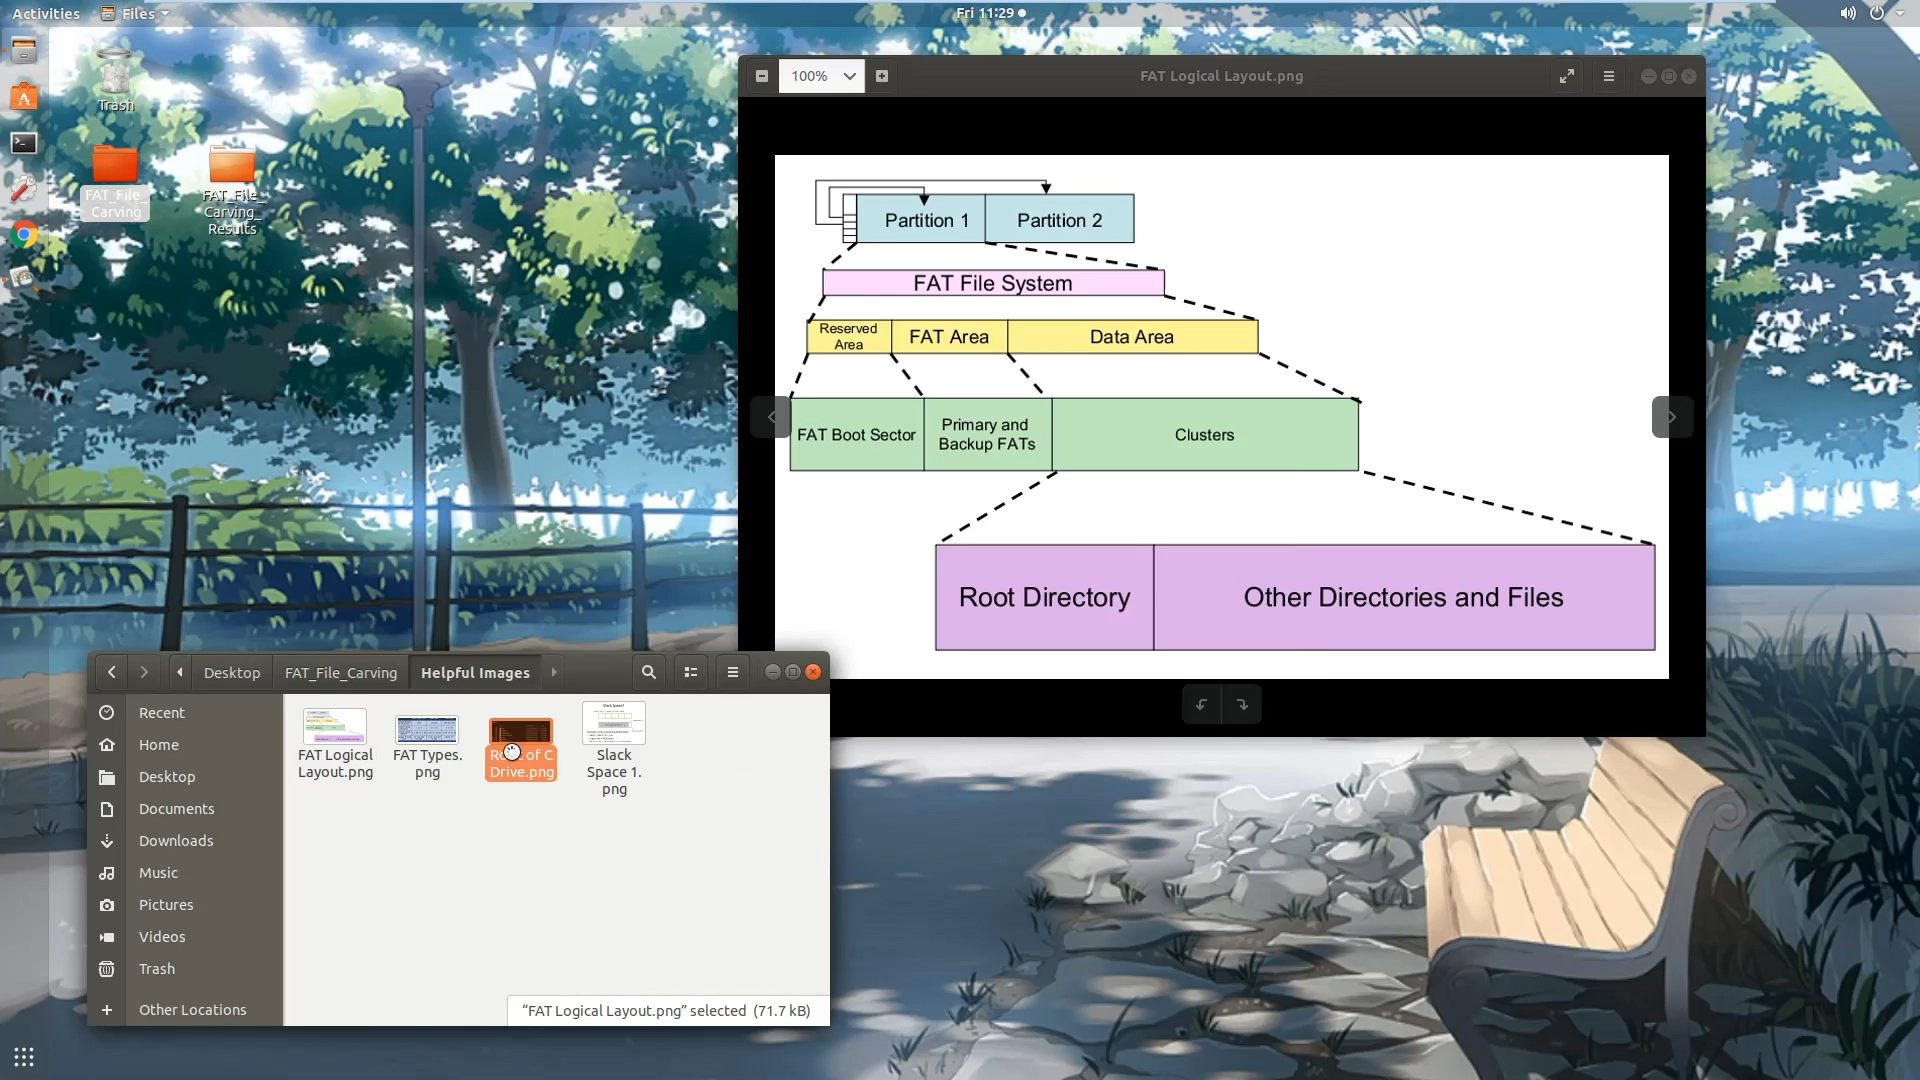 Activities
Files
Fri 11:29
Trash
FAT_File_
Carving
FAT_File_
Carving_
Results
100%
FAT Logical Layout.png
Partition 1
Partition 2
FAT File System
Reserved
Area
FAT Area
Data Area
FAT Boot Sector
Primary and
Backup FATs
Clusters
Root Directory
Other Directories and Files
Desktop
FAT_File_Carving
Helpful Images
Recent
Home
Desktop
Documents
Downloads
Music
Pictures
Videos
Trash
Other Locations
FAT Logical
Layout.png
FAT Types.
png
of C
Drive.png
Slack
Space 1.
png
“FAT Logical Layout.png” selected (71.7 kB)